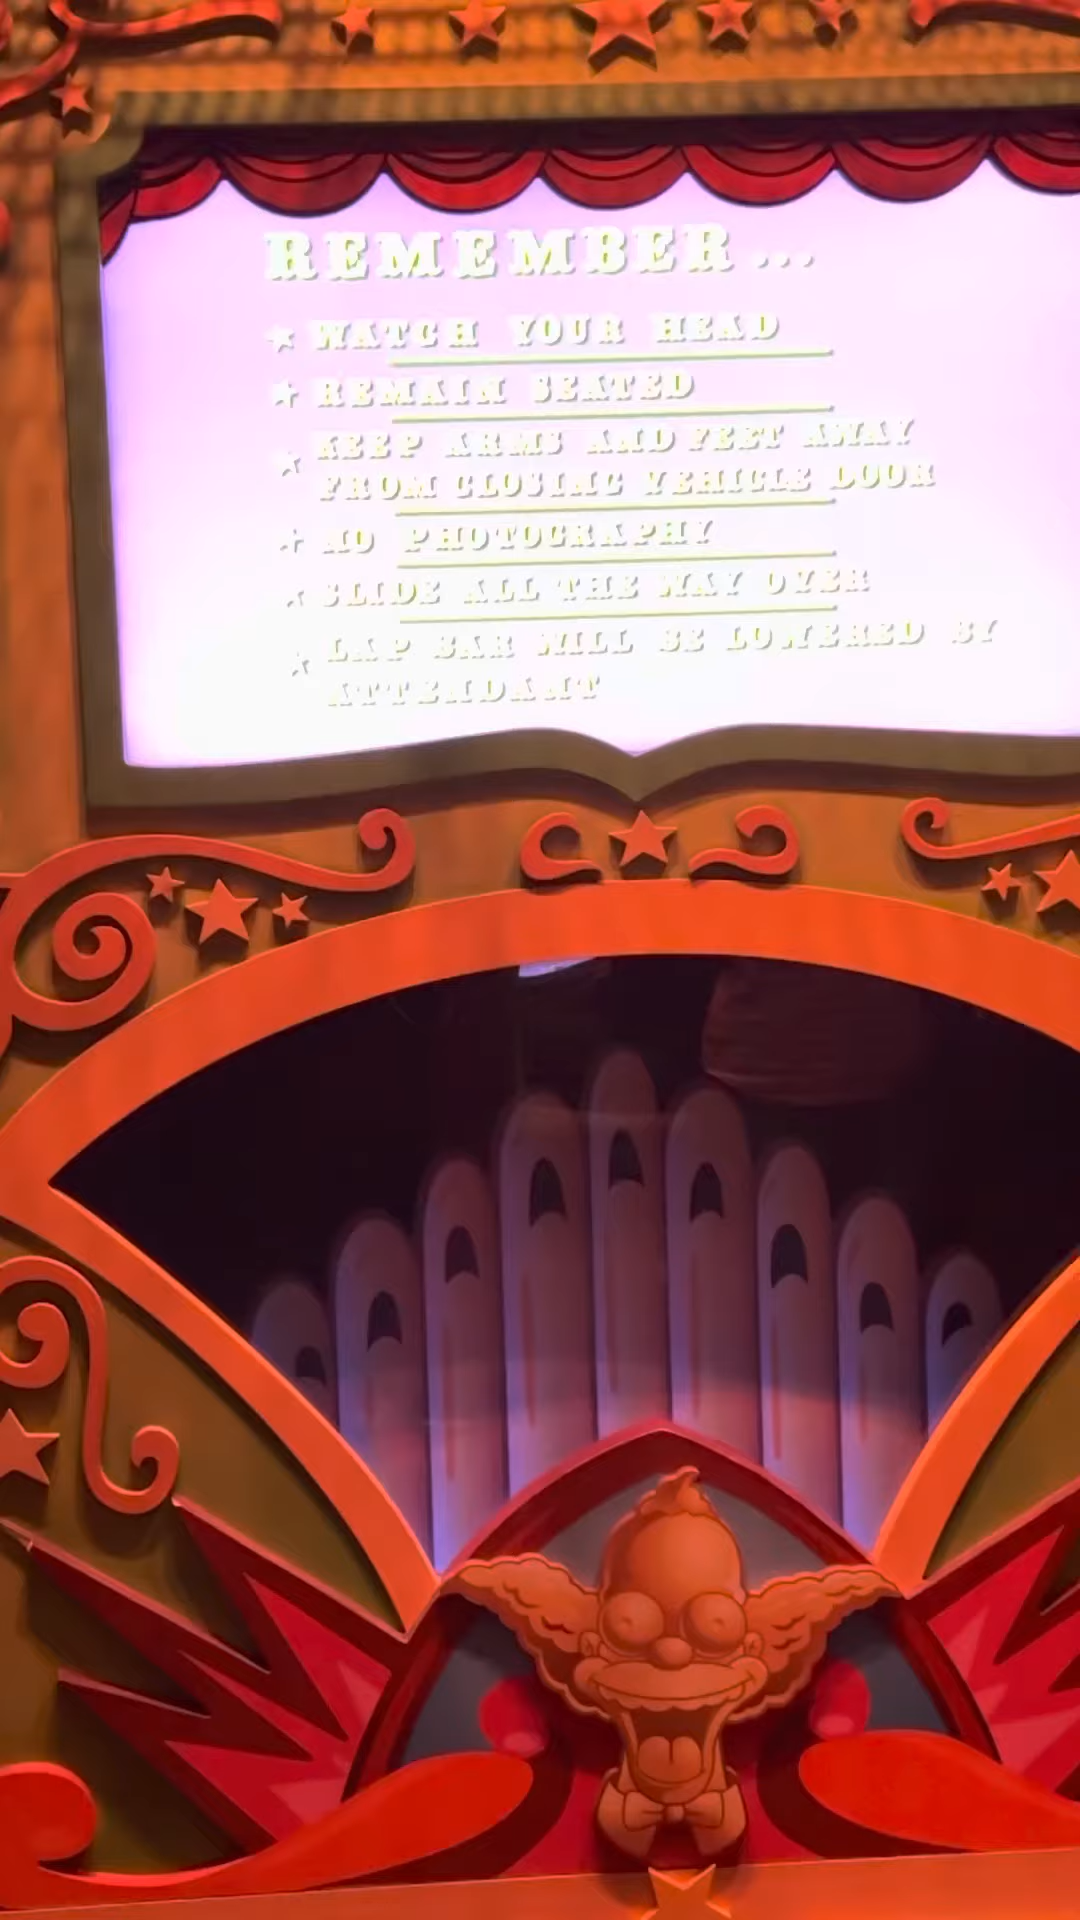 REMEMBER...
★ WATCH YOUR HEAD
★ REMAIN SEATED
★ KEEP ARMS AND FEET AWAY
FROM CLOSING VEHICLE DOOR
★ NO PHOTOGRAPHY
★ SLIDE ALL THE WAY OVER
★ LAP BAR WILL BE LOWERED BY
ATTENDANT